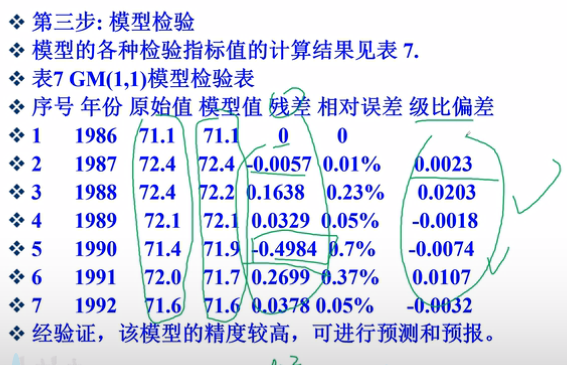 ❖ 第三步: 模型检验
❖ 模型的各种检验指标值的计算结果见表 7.
❖ 表7 GM(1,1)模型检验表
❖ 序号 年份 原始值 模型值 残差 相对误差 级比偏差
❖ 1 1986 71.1 71.1 0 0
❖ 2 1987 72.4 72.4 -0.0057 0.01% 0.0023
❖ 3 1988 72.4 72.2 0.1638 0.23% 0.0203
❖ 4 1989 72.1 72.1 0.0329 0.05% -0.0018
❖ 5 1990 71.4 71.9 -0.4984 0.7% -0.0074
❖ 6 1991 72.0 71.7 0.2699 0.37% 0.0107
❖ 7 1992 71.6 71.6 0.0378 0.05% -0.0032
❖ 经验证，该模型的精度较高，可进行预测和预报。